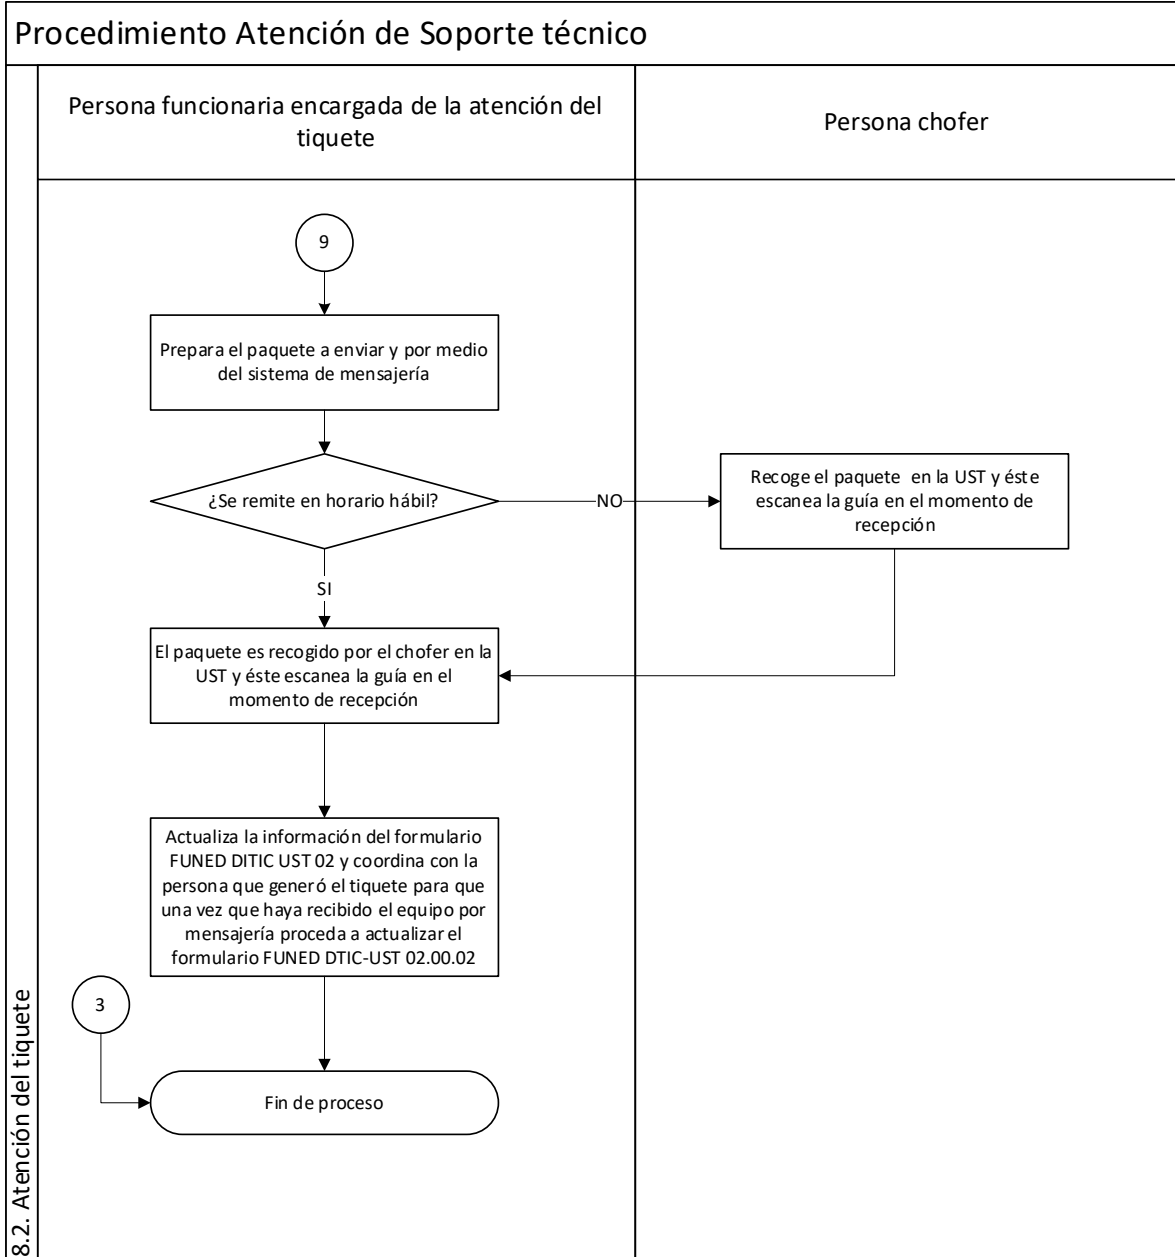 Procedimiento Atención de Soporte técnico
Persona funcionaria encargada de la atención del
tiquete
Persona chofer
9
Prepara el paquete a enviar y por medio
del sistema de mensajería
¿Se remite en horario hábil?
NO
Recoge el paquete en la UST y éste
escanea la guía en el momento de
recepción
SI
El paquete es recogido por el chofer en la
UST y éste escanea la guía en el
momento de recepción
Actualiza la información del formulario
FUNED DITIC UST 02 y coordina con la
persona que generó el tiquete para que
una vez que haya recibido el equipo por
mensajería proceda a actualizar el
formulario FUNED DTIC-UST 02.00.02
3
Fin de proceso
8.2. Atención del tiquete